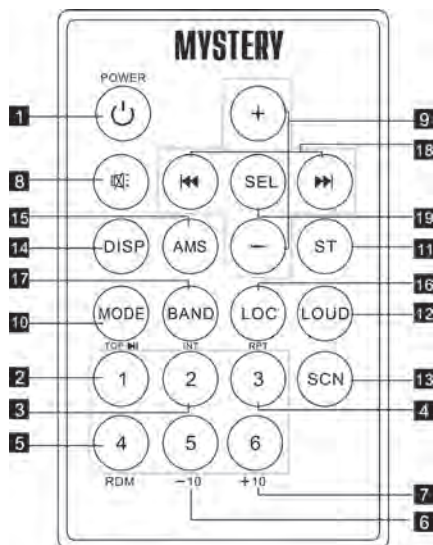 MYSTERY
POWER
1
+
9
18
8
SEL
15
19
14
DISP
AMS
−
ST
11
17
16
10
MODE
BAND
LOC
LOUD
12
TOP
INT
RPT
2
1
2
3
SCN
13
3
4
5
4
5
6
RDM
−10
+10
7
6